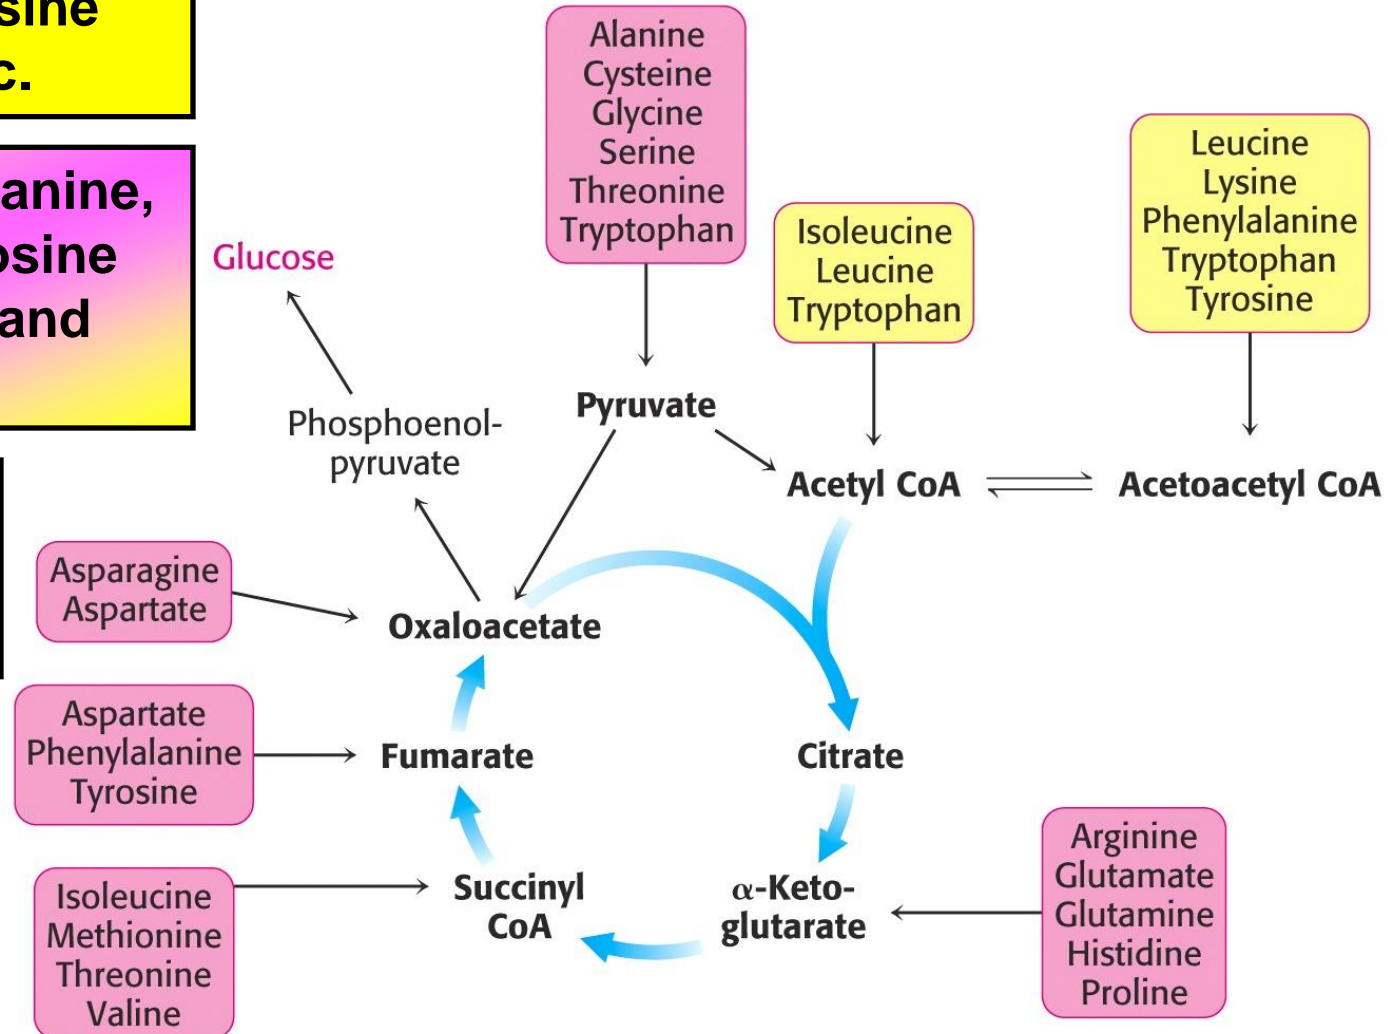 sine
c.
anine,
osine
and
Glucose
Phosphoenol-
pyruvate
Alanine
Cysteine
Glycine
Serine
Threonine
Tryptophan
Isoleucine
Leucine
Tryptophan
Leucine
Lysine
Phenylalanine
Tryptophan
Tyrosine
Pyruvate
Acetyl CoA
Acetoacetyl CoA
Asparagine
Aspartate
Oxaloacetate
Aspartate
Phenylalanine
Tyrosine
Fumarate
Citrate
Isoleucine
Methionine
Threonine
Valine
Succinyl
CoA
α-Keto-
glutarate
Arginine
Glutamate
Glutamine
Histidine
Proline